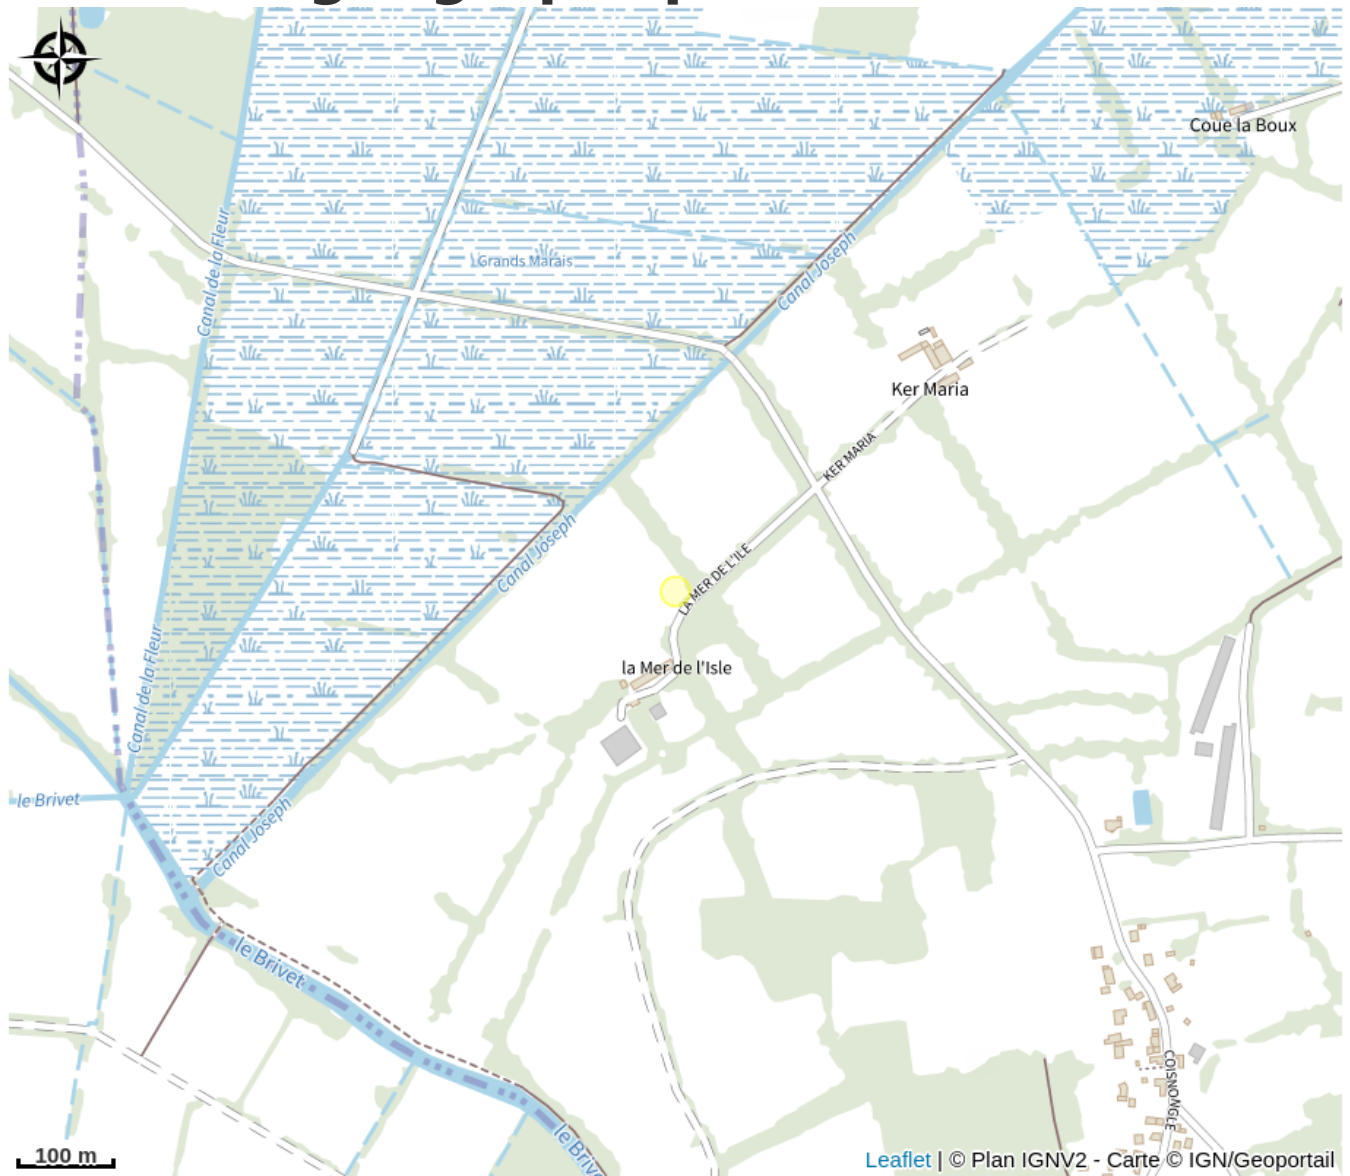 Coue la Boux
Canal de la Fleur
Canal Joseph
Grands Marais
Ker Maria
KER MARIA
Canal Joseph
LA MER DE L'ILE
la Mer de l'Isle
Canal de la Fleur
le Brivet
Canal Joseph
le Brivet
COISNONGLE
le Brive
100 m
Leaflet | © Plan IGNV2 - Carte © IGN/Geoportail